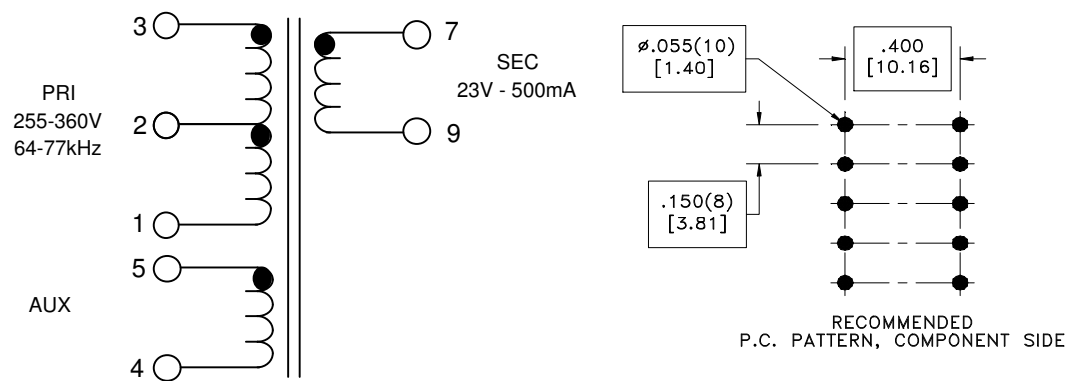 3
PRI
255-360V
64-77kHz
2
1
5
AUX
4
7
SEC
23V - 500mA
9
ø.055(10)
[1.40]
.400
[10.16]
.150(8)
[3.81]
RECOMMENDED
P.C. PATTERN, COMPONENT SIDE